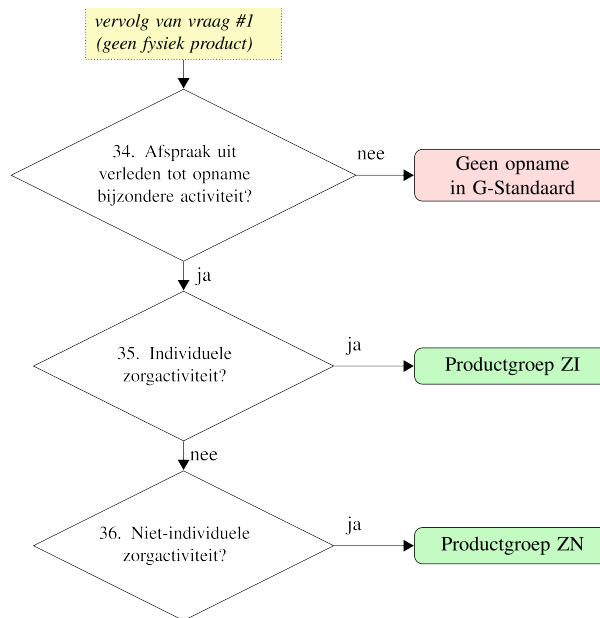 vervolg van vraag #1
(geen fysiek product)
34. Afspraak uit
verleden tot opname
bijzondere activiteit?
nee
Geen opname
in G-Standaard
ja
35. Individuele
zorgactiviteit?
ja
Productgroep ZI
nee
36. Niet-individuele
zorgactiviteit?
ja
Productgroep ZN